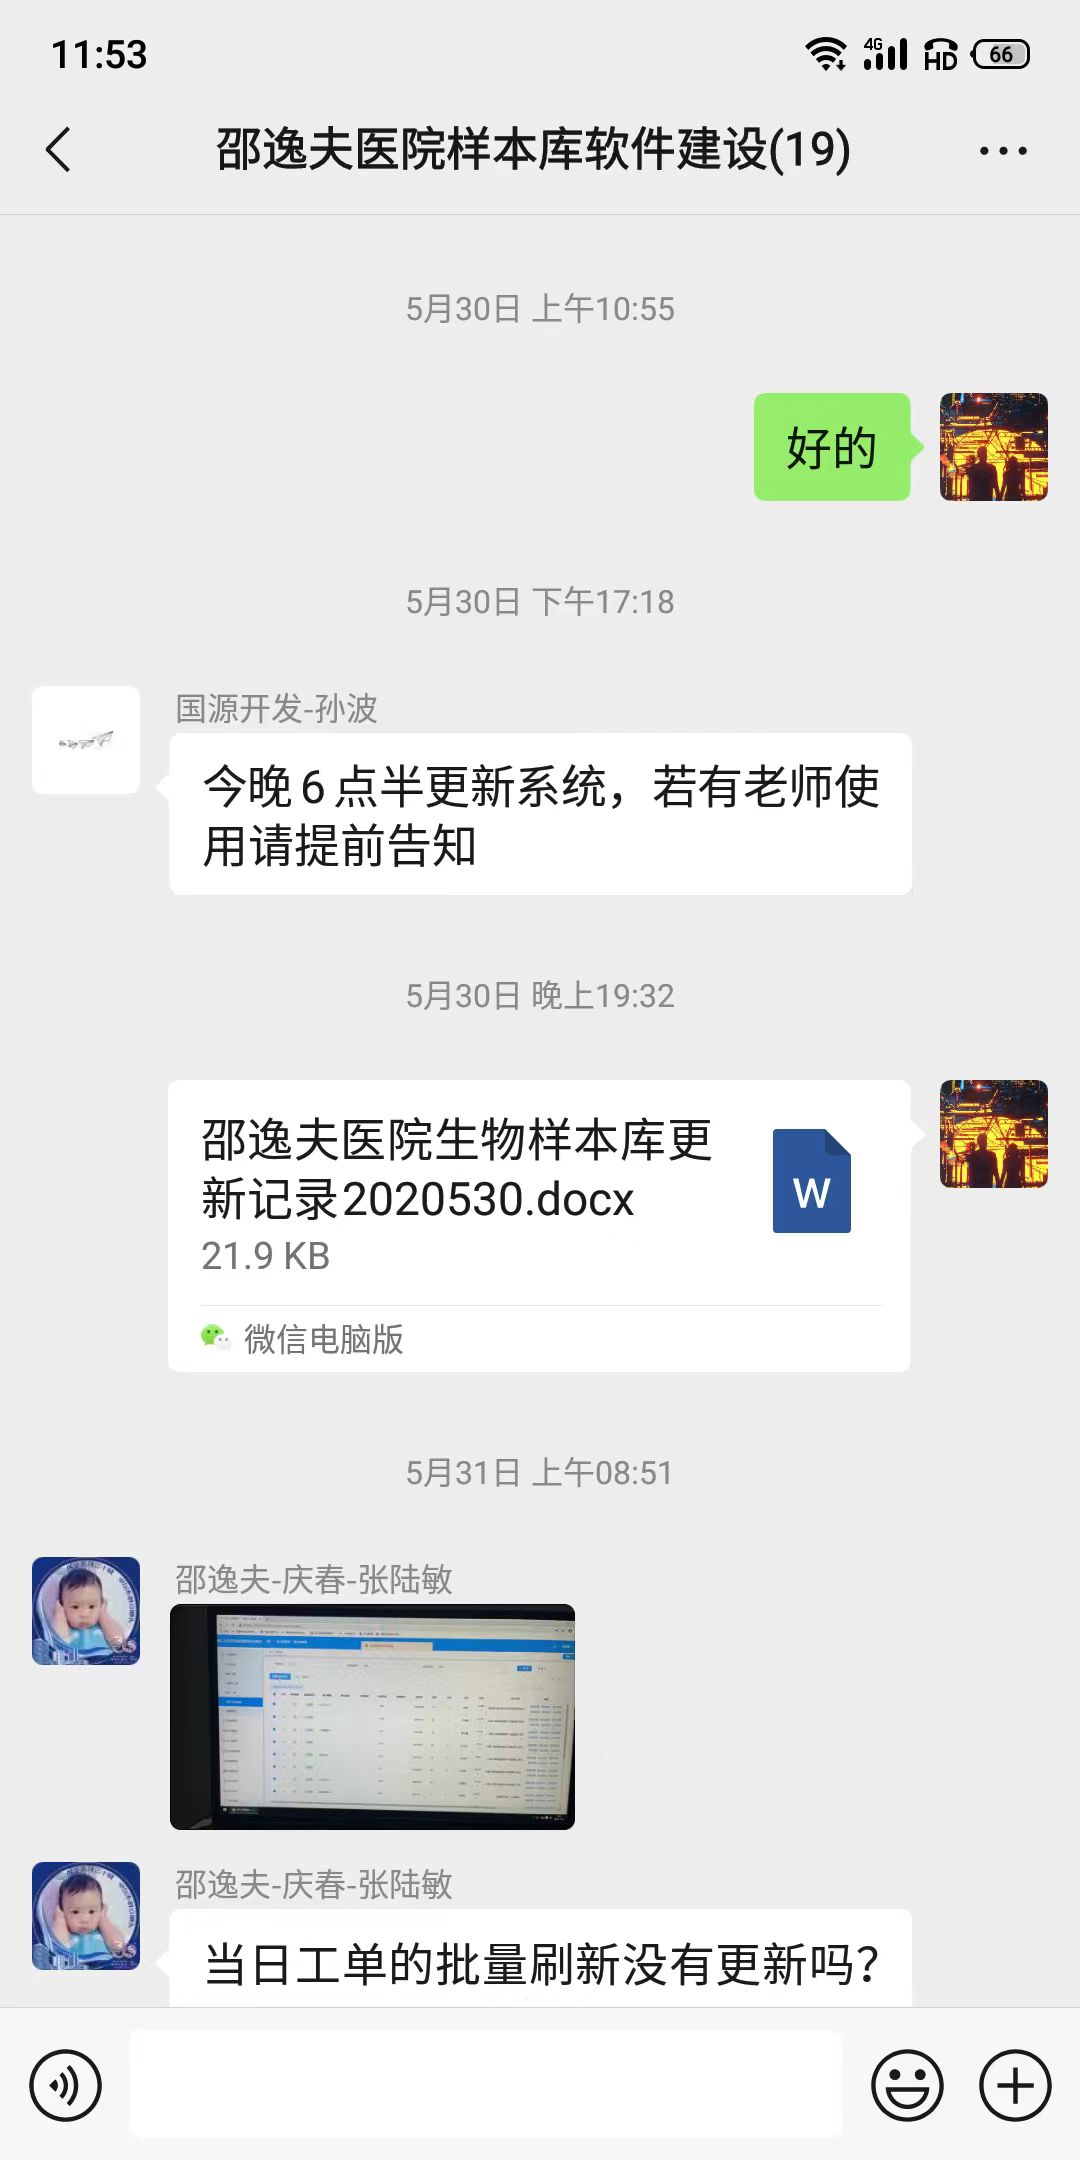 11:53
4G
HD
66
邵逸夫医院样本库软件建设(19)
5月30日 上午10:55
好的
5月30日 下午17:18
国源开发-孙波
今晚6点半更新系统，若有老师使
用请提前告知
5月30日 晚上19:32
邵逸夫医院生物样本库更
新记录2020530.docx
W
21.9 KB
微信电脑版
5月31日 上午08:51
邵逸夫-庆春-张陆敏
邵逸夫-庆春-张陆敏
当日工单的批量刷新没有更新吗？